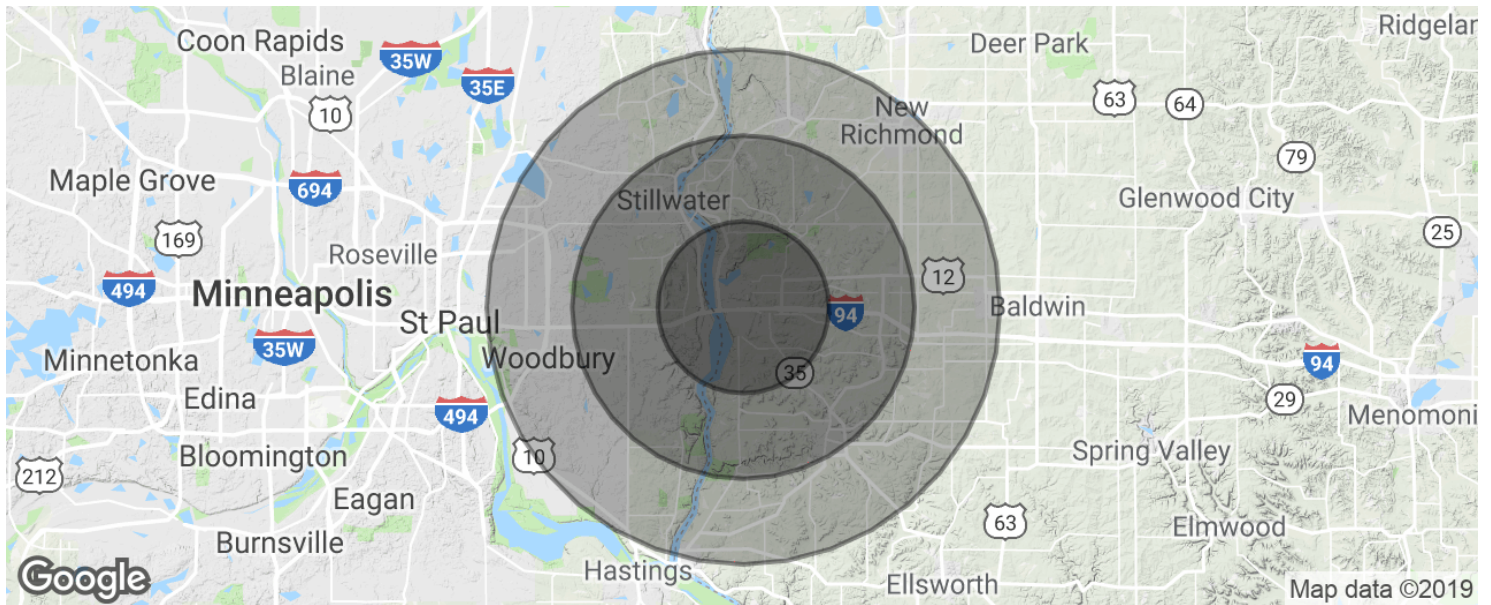 Coon Rapids
35W
Deer Park
Ridgelar
Blaine
35E
10
63
64
New
Richmond
79
Maple Grove
694
Stillwater
Glenwood City
169
25
Roseville
494
Minneapolis
12
Baldwin
94
St Paul
35W
Woodbury
Minnetonka
94
35
Edina
29
494
Menomoni
Bloomington
10
Spring Valley
212
Eagan
63
Elmwood
Burnsville
Hastings
Ellsworth
Google
Map data ©2019